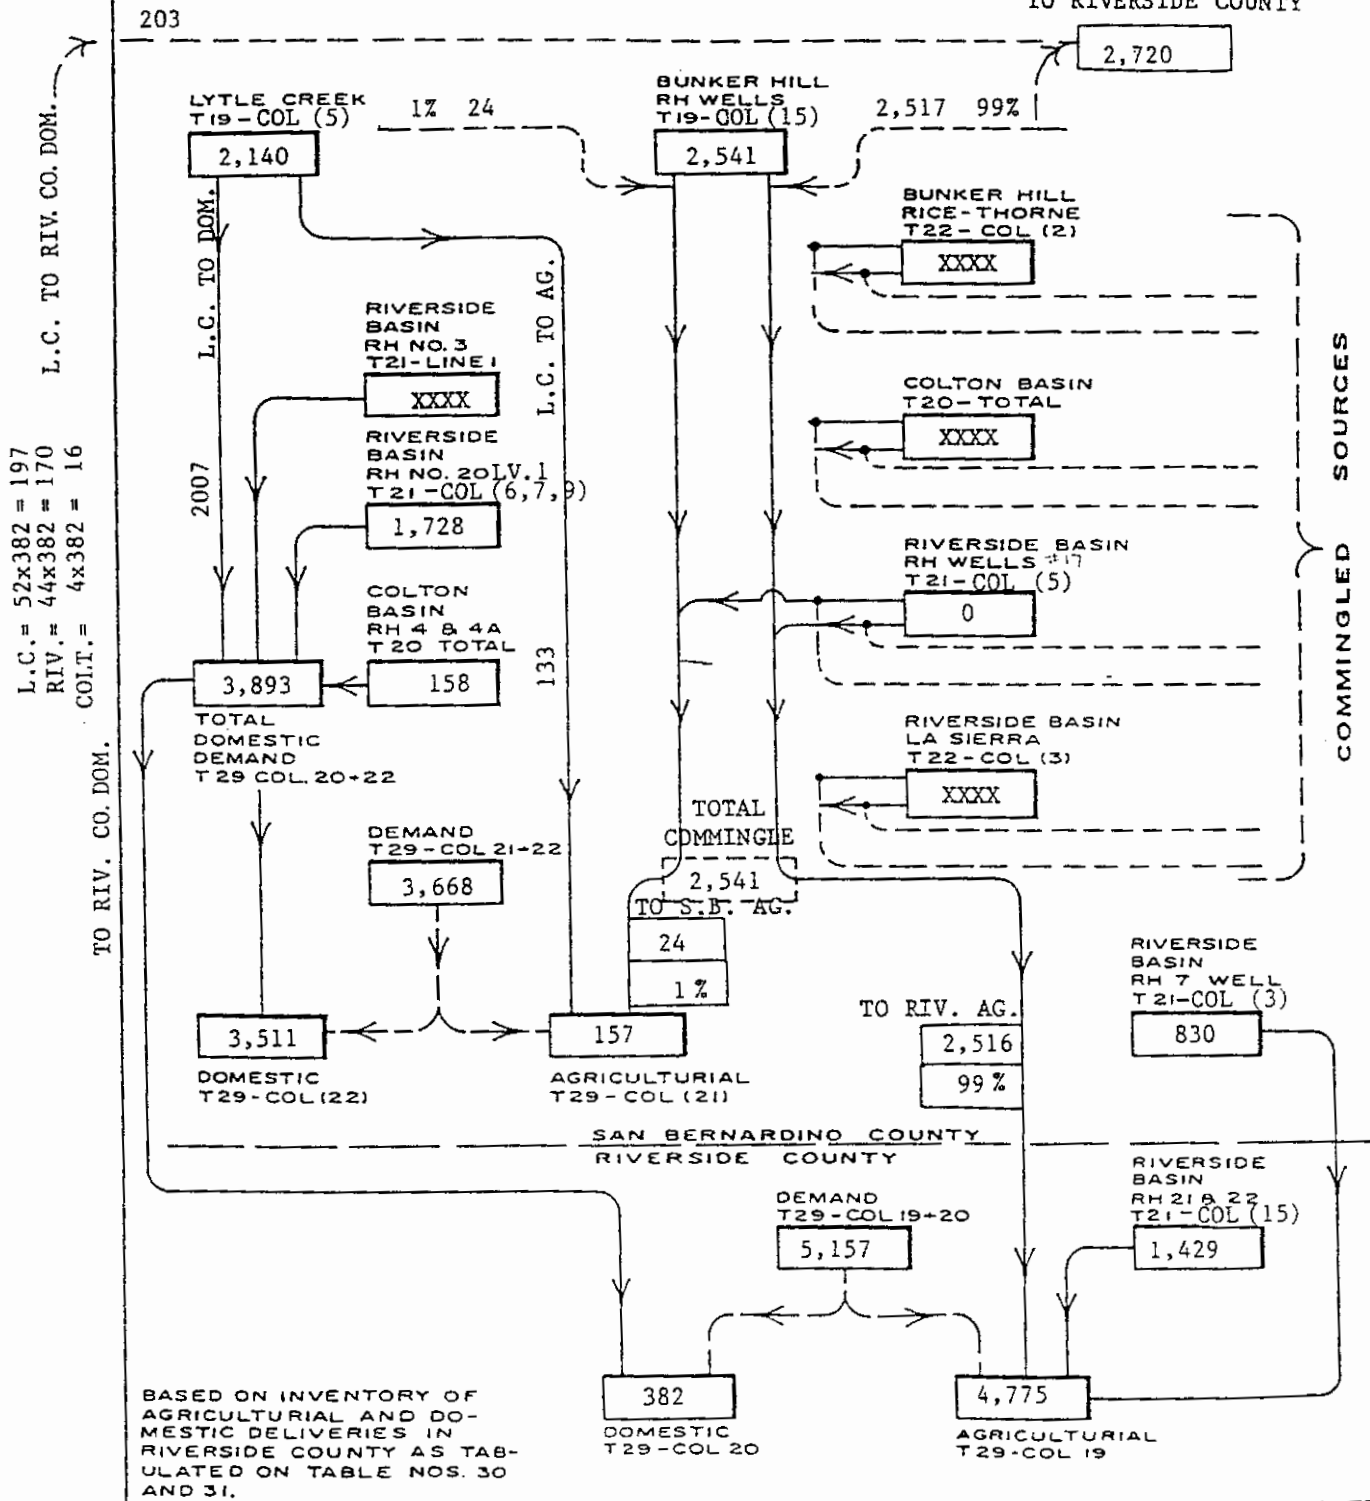 TO RIVERSIDE COUNTY
203
2,720
LYTLE CREEK
T19-COL (5)
1% 24
2,140
BUNKER HILL
RH WELLS
T19-COL (15)
2,541
2,517 99%
BUNKER HILL
RICE-THORNE
T22-COL (2)
XXXX
L.C. TO RIV. CO. DOM.
L.C. TO DOM.
L.C. TO AG.
RIVERSIDE
BASIN
RH NO. 3
T21-LINE 1
XXXX
COLTON BASIN
T20-TOTAL
XXXX
COMMINGLED SOURCES
RIVERSIDE
BASIN
RH NO. 20 LV.1
T21-COL (6,7,9)
1,728
L.C.= 52x382 = 197
RIV.= 44x382 = 170
COLT.= 4x382 = 16
2007
RIVERSIDE BASIN
RH WELLS #17
T21-COL (5)
0
COLTON
BASIN
RH 4 & 4A
T20 TOTAL
158
133
3,893
TOTAL
DOMESTIC
DEMAND
T29 COL. 20+22
RIVERSIDE BASIN
LA SIERRA
T22-COL (3)
XXXX
TO RIV. CO. DOM.
DEMAND
T29-COL 21+22
3,668
TOTAL
COMMINGLE
2,541
TO S.B. AG.
24
1%
3,511
DOMESTIC
T29-COL (22)
157
AGRICULTURIAL
T29-COL (21)
TO RIV. AG.
2,516
99%
RIVERSIDE
BASIN
RH 7 WELL
T21-COL (3)
830
SAN BERNARDINO COUNTY
RIVERSIDE COUNTY
DEMAND
T29-COL 19+20
5,157
RIVERSIDE
BASIN
RH 21 & 22
T21-COL (15)
1,429
382
DOMESTIC
T29-COL 20
4,775
AGRICULTURIAL
T29-COL 19
BASED ON INVENTORY OF
AGRICULTURIAL AND DO-
MESTIC DELIVERIES IN
RIVERSIDE COUNTY AS TAB-
ULATED ON TABLE NOS. 30
AND 31.